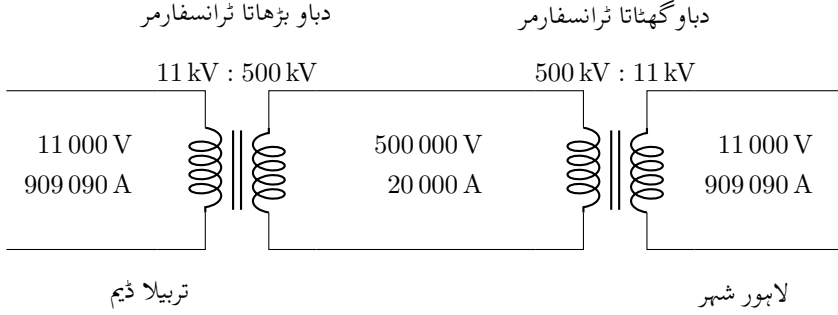 دباو بڑھاتا ٹرانسفارمر
دباو گھٹاتا ٹرانسفارمر
11 kV : 500 kV
500 kV : 11 kV
11 000 V
500 000 V
11 000 V
909 090 A
20 000 A
909 090 A
تربیلا ڈیم
لاہور شہر